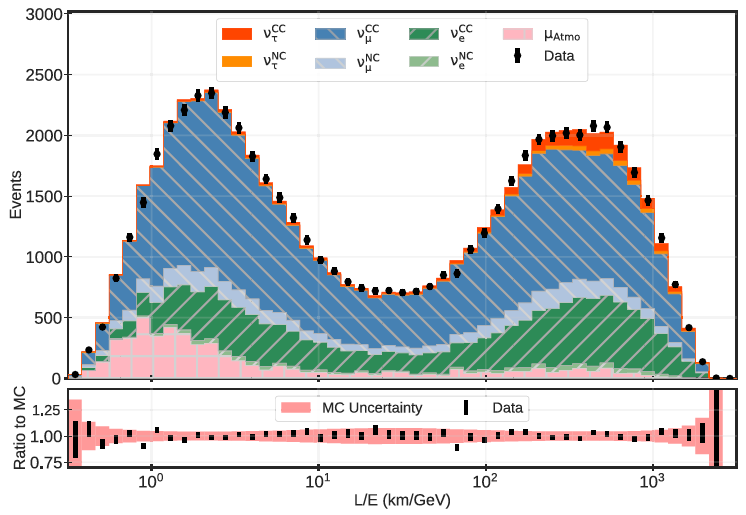 3000
2500
2000
1500
1000
500
0
Events
ν_τ^CC ν_μ^CC ν_e^CC μ_Atmo
ν_τ^NC ν_μ^NC ν_e^NC Data
1.25
1.00
0.75
Ratio to MC
MC Uncertainty Data
10^0 10^1 10^2 10^3
L/E (km/GeV)